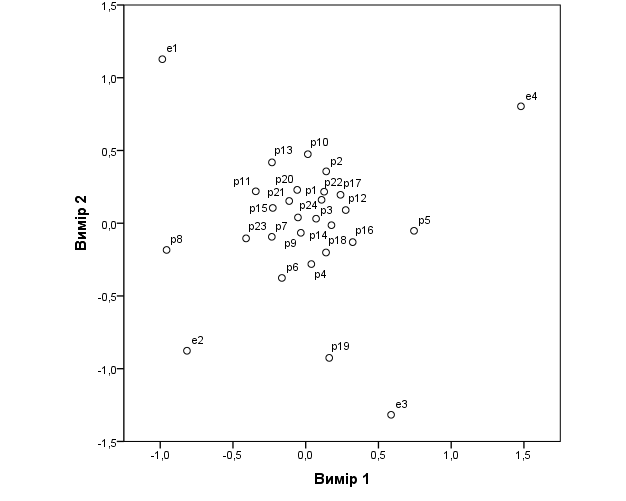 1,5
e1
1,0
e4
0,5
p10
p13
p2
p11
p20
p1
p22
p17
p21
p12
p15
p24
p3
0,0
p5
p23
p7
p14
p16
p8
p9
p18
p6
p4
-0,5
e2
p19
-1,0
e3
-1,5
-1,0
-0,5
0,0
0,5
1,0
1,5
Вимір 1
Вимір 2